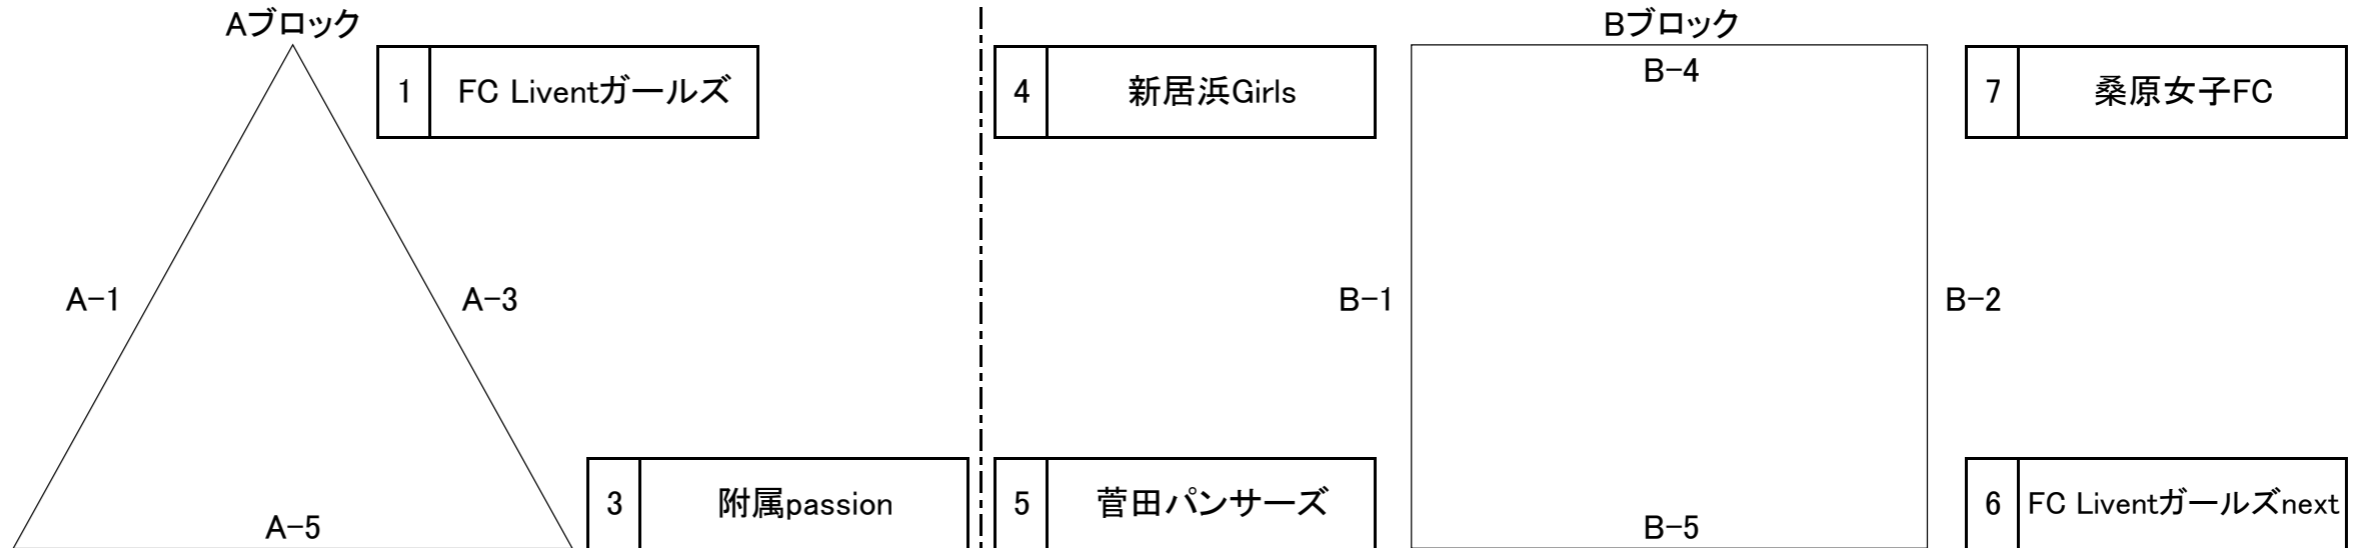 Aブロック
Bブロック
1 FC Liventガールズ
4 新居浜Girls
B-4
7 桑原女子FC
A-1
A-3
B-1
B-2
3 附属passion
5 菅田パンサーズ
6 FC Liventガールズnext
A-5
B-5